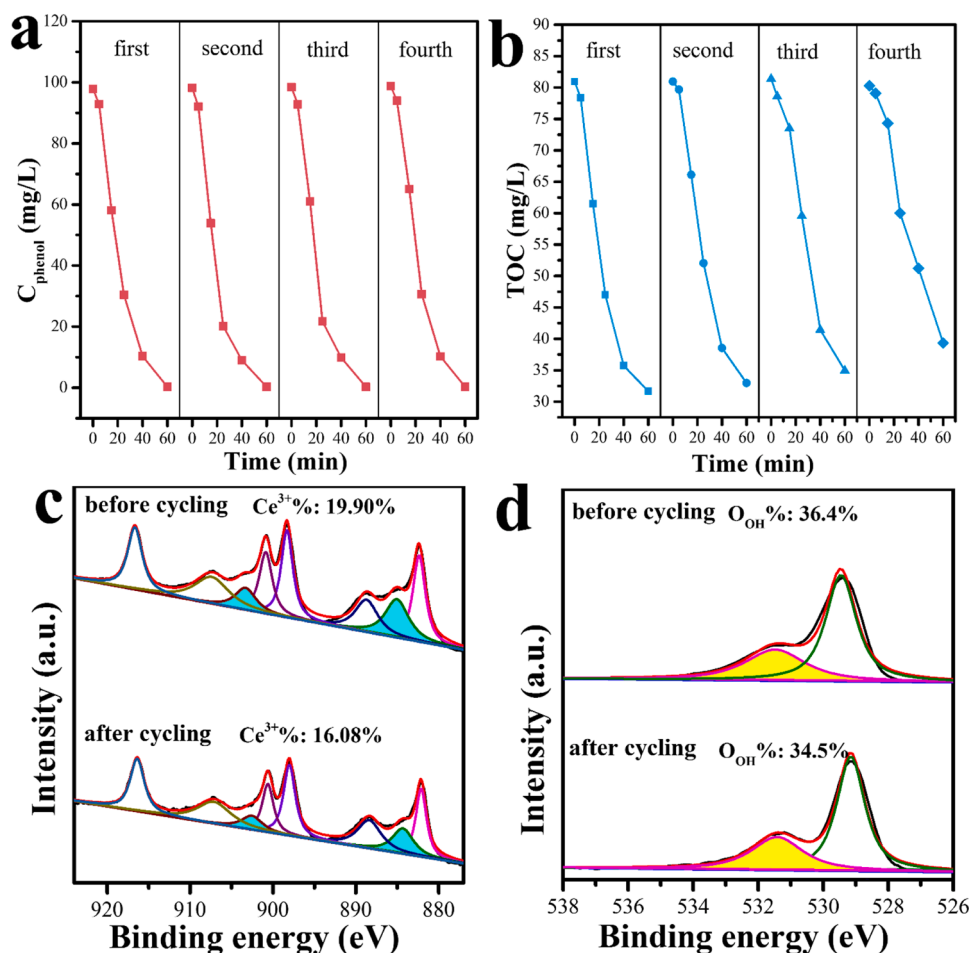 a
first second third fourth
120
100
80
60
40
20
0
C_phenol (mg/L)
0 20 40 60 0 20 40 60 0 20 40 60 0 20 40 60
Time (min)
b
first second third fourth
90
85
80
75
70
65
60
55
50
45
40
35
30
TOC (mg/L)
0 20 40 60 0 20 40 60 0 20 40 60 0 20 40 60
Time (min)
c
before cycling Ce³⁺%: 19.90%
after cycling Ce³⁺%: 16.08%
Intensity (a.u.)
920 910 900 890 880
Binding energy (eV)
d
before cycling O_OH%: 36.4%
after cycling O_OH%: 34.5%
Intensity (a.u.)
538 536 534 532 530 528 526
Binding energy (eV)